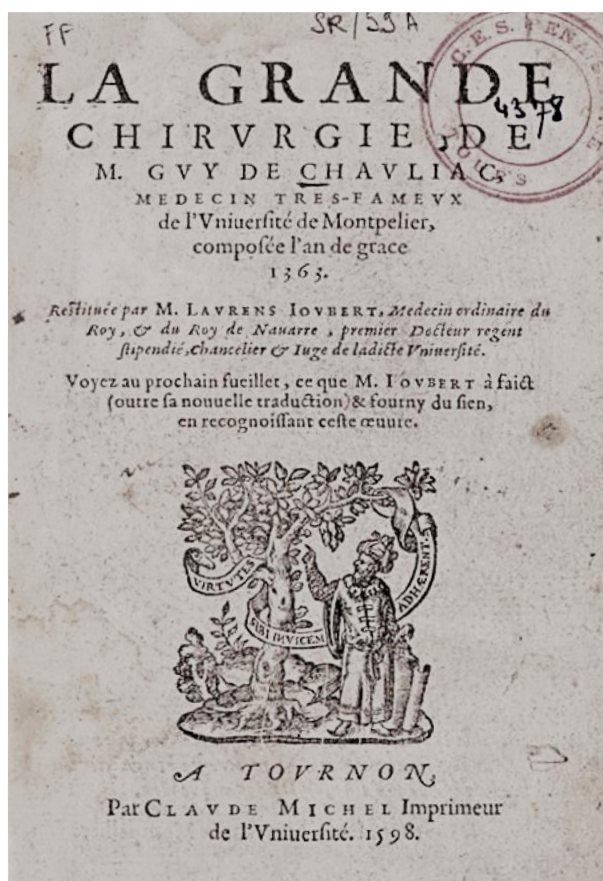 FF
SR/59A
C.E.S. RENAISSANCE
TOURS
4378
LA GRANDE
CHIRVRGIE, DE
M. GVY DE CHAVLIAC,
MEDECIN TRES-FAMEVX
de l'Vniuerſité de Montpelier,
compoſée l'an de grace
1363.
Reſtituée par M. LAVRENS IOVBERT, Medecin ordinaire du
Roy, & du Roy de Nauarre , premier Docteur regent
ſtipendié, Chancelier & Iuge de ladicte Vniuerſité.
Voyez au prochain fueillet, ce que M. IOVBERT à faict
(outre ſa nouuelle traduction) & fourny du ſien,
en recognoiſſant ceſte œuure.
VIRTVTES
SIBI INVICEM
ADHÆRENT.
A TOVRNON,
Par CLAVDE MICHEL Imprimeur
de l'Vniuerſité. 1598.